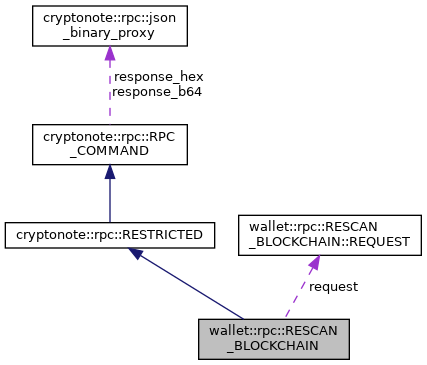 cryptonote::rpc::json
_binary_proxy
response_hex
response_b64
cryptonote::rpc::RPC
_COMMAND
cryptonote::rpc::RESTRICTED
wallet::rpc::RESCAN
_BLOCKCHAIN::REQUEST
request
wallet::rpc::RESCAN
_BLOCKCHAIN